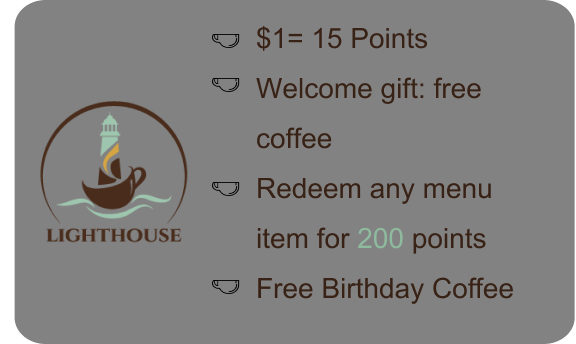 $1= 15 Points
Welcome gift: free
coffee
Redeem any menu
item for 200 points
Free Birthday Coffee
LIGHTHOUSE